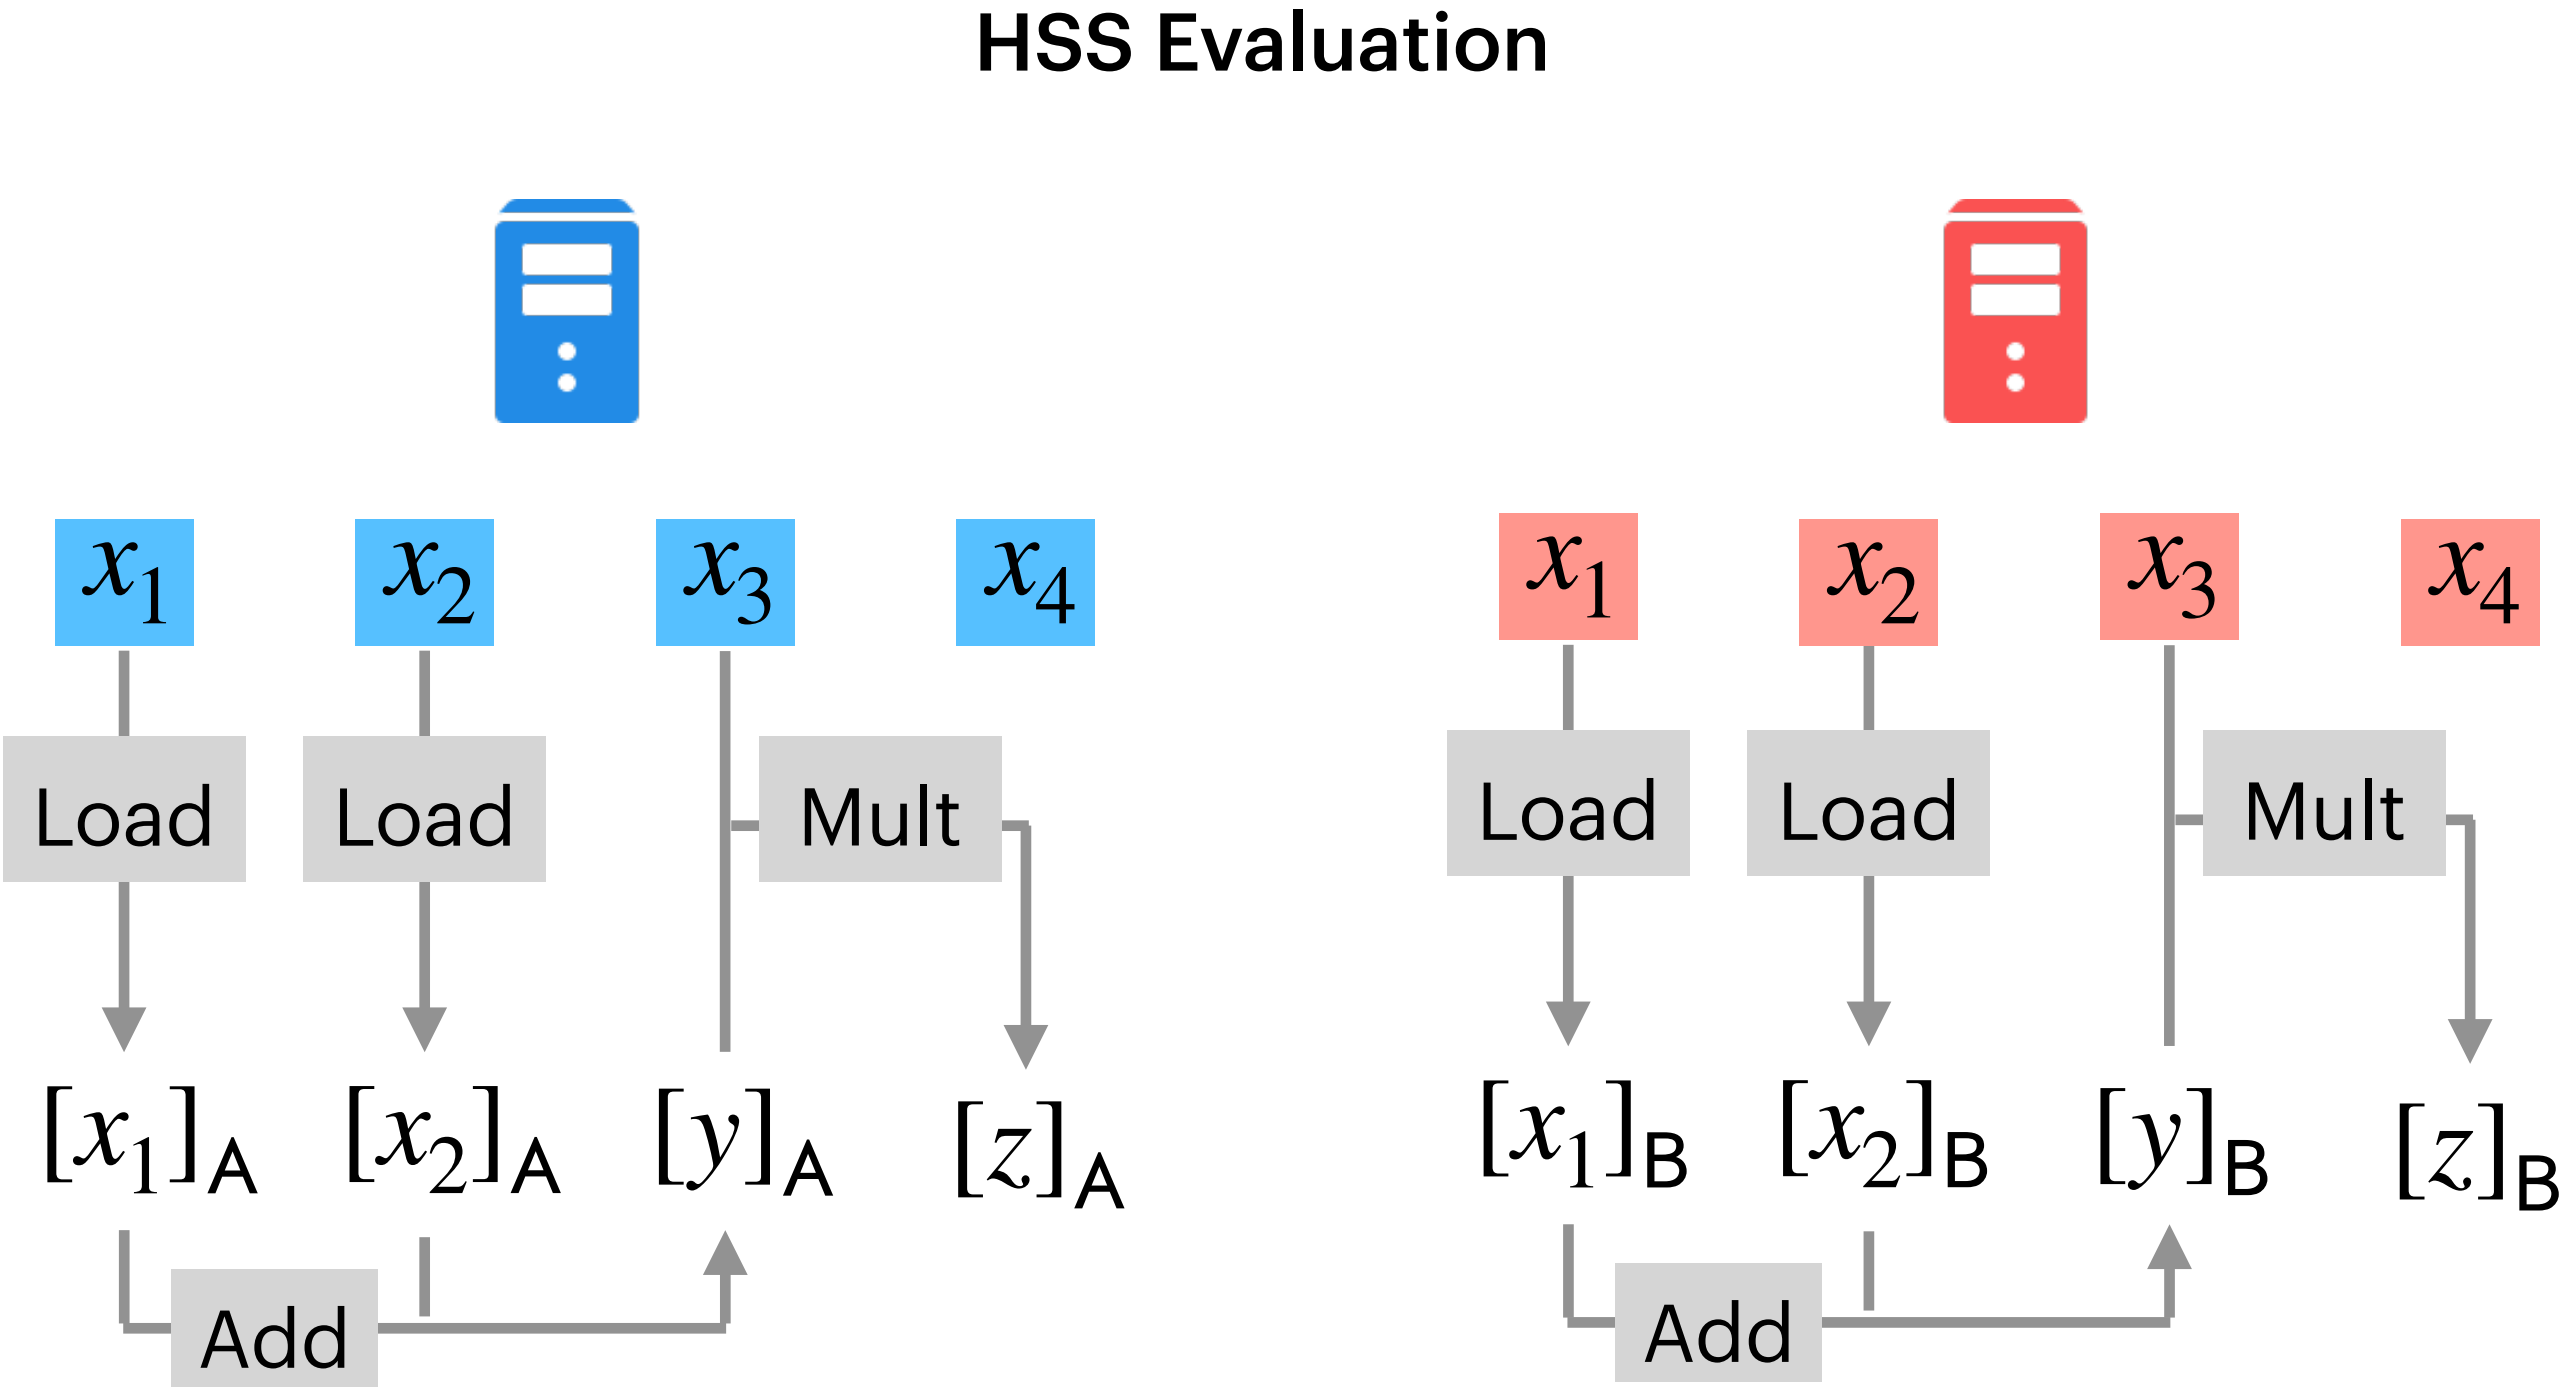 HSS Evaluation
x₁ x₂ x₃ x₄ x₁ x₂ x₃ x₄
Load Load Mult Load Load Mult
[x₁]A [x₂]A [y]A [z]A [x₁]B [x₂]B [y]B [z]B
Add Add